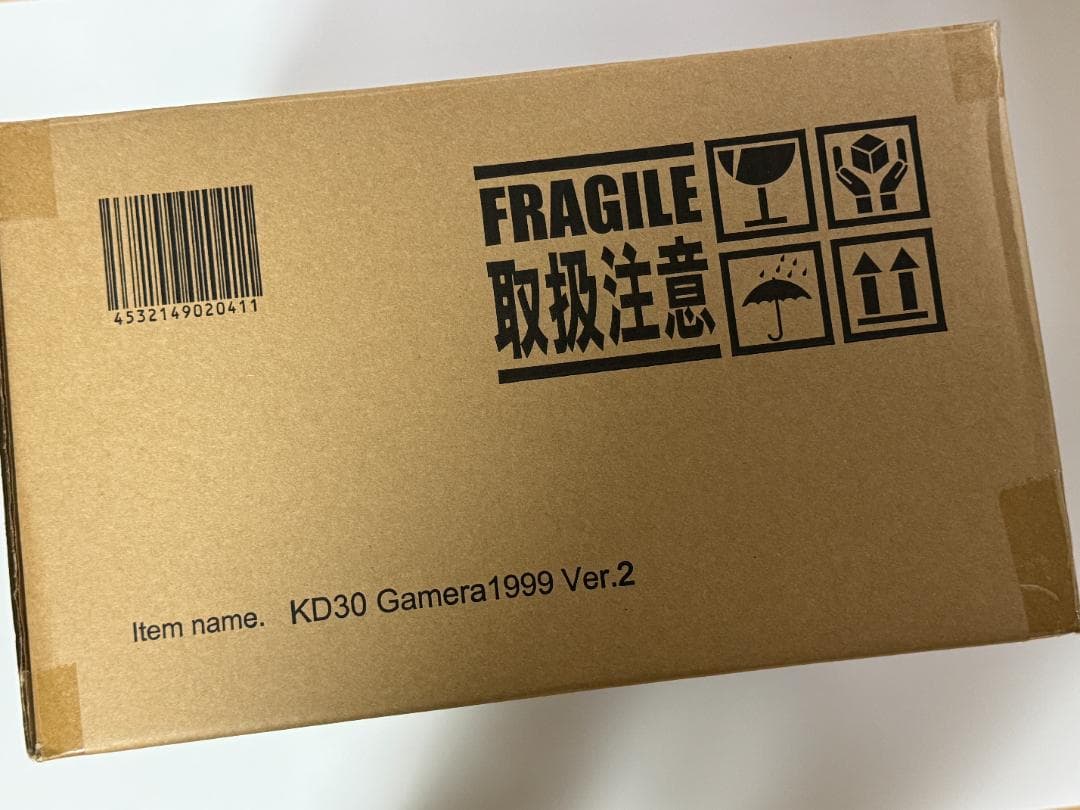 4532149020411
FRAGILE
取扱注意
Item name. KD30 Gamera1999 Ver.2